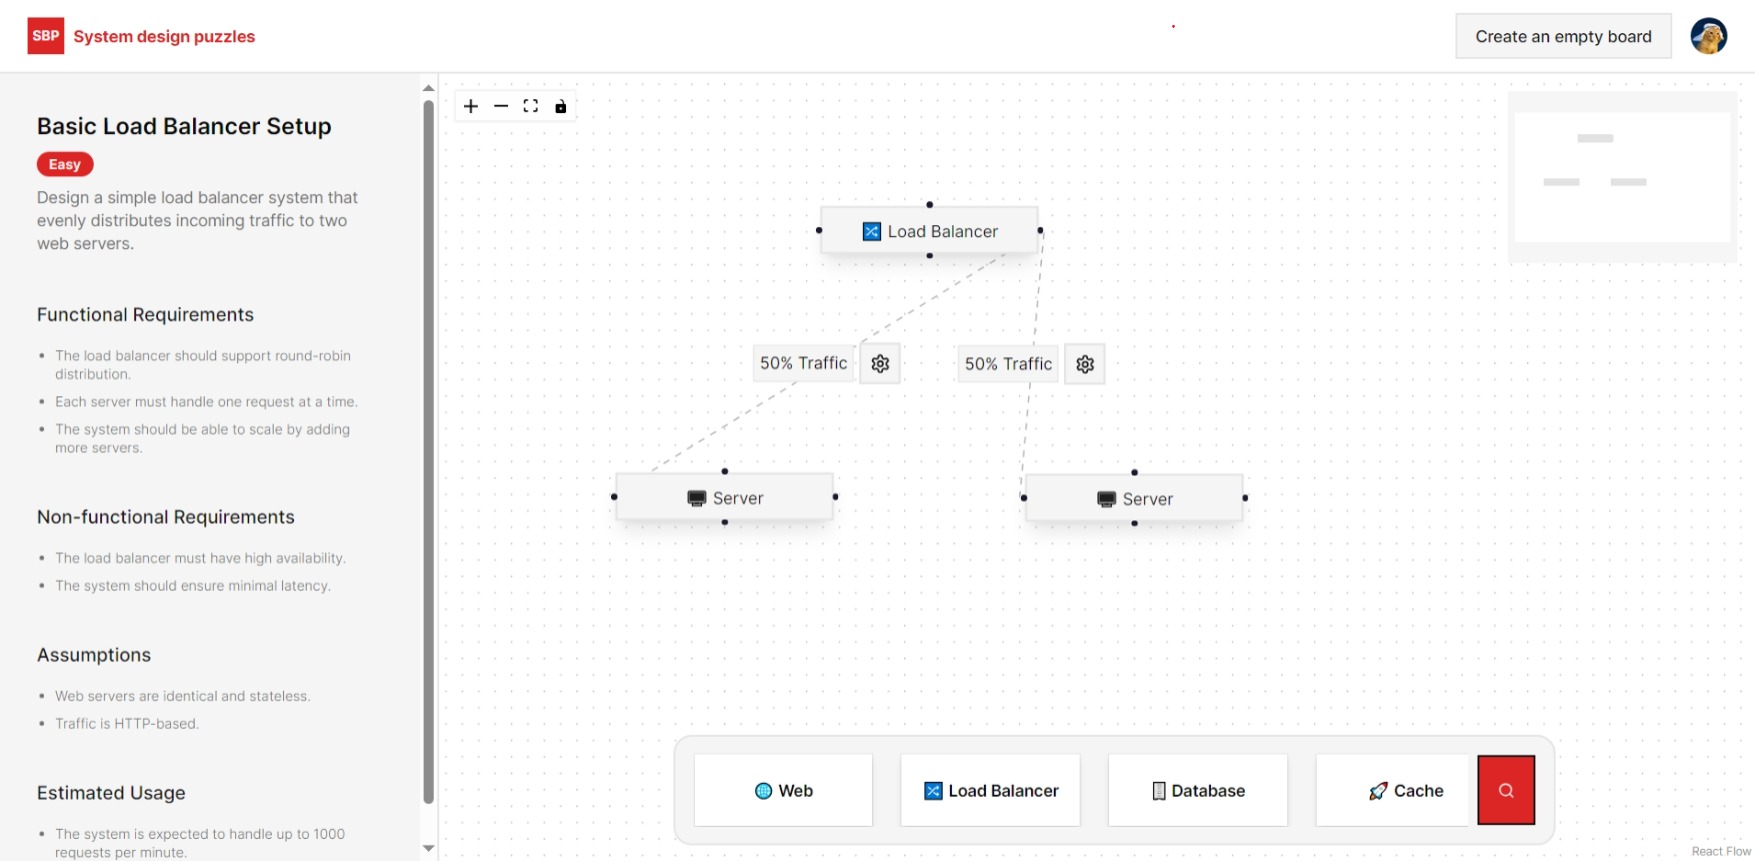 SBP System design puzzles
Create an empty board
Basic Load Balancer Setup
Easy
Design a simple load balancer system that
evenly distributes incoming traffic to two
web servers.
Functional Requirements
• The load balancer should support round-robin
distribution.
• Each server must handle one request at a time.
• The system should be able to scale by adding
more servers.
Non-functional Requirements
• The load balancer must have high availability.
• The system should ensure minimal latency.
Assumptions
• Web servers are identical and stateless.
• Traffic is HTTP-based.
Estimated Usage
• The system is expected to handle up to 1000
requests per minute.
Load Balancer
50% Traffic
50% Traffic
Server
Server
Web
Load Balancer
Database
Cache
React Flow